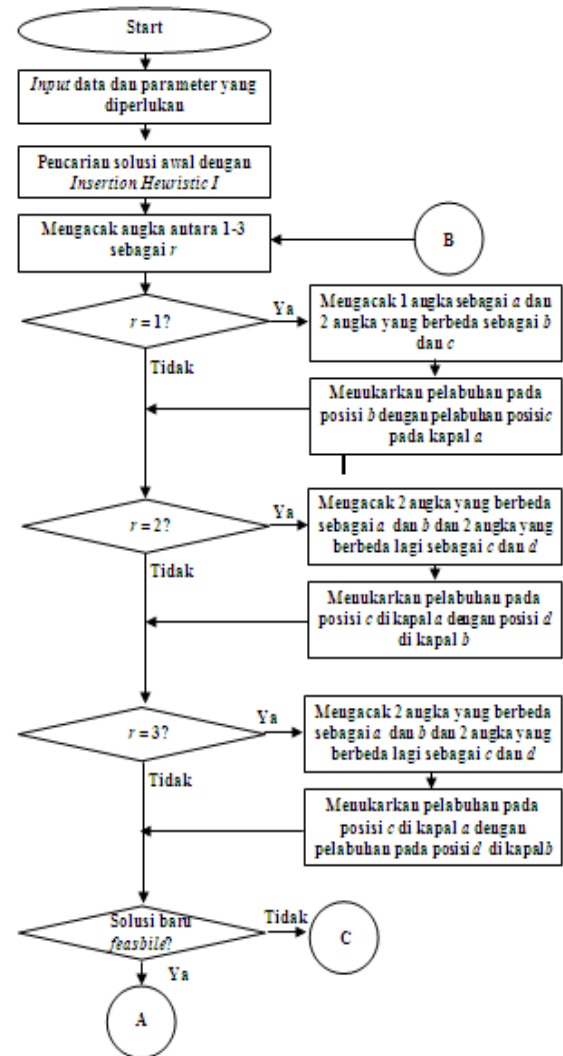 Start
Input data dan parameter yang
diperlukan
Pencarian solusi awal dengan
Insertion Heuristic I
Mengacak angka antara 1-3
sebagai r
B
r = 1?
Ya
Mengacak 1 angka sebagai a dan
2 angka yang berbeda sebagai b
dan c
Tidak
Menukarkan pelabuhan pada
posisi b dengan pelabuhan posisi c
pada kapal a
r = 2?
Ya
Mengacak 2 angka yang berbeda
sebagai a dan b dan 2 angka yang
berbeda lagi sebagai c dan d
Tidak
Menukarkan pelabuhan pada
posisi c di kapal a dengan posisi d
di kapal b
r = 3?
Ya
Mengacak 2 angka yang berbeda
sebagai a dan b dan 2 angka yang
berbeda lagi sebagai c dan d
Tidak
Menukarkan pelabuhan pada
posisi c di kapal a dengan
pelabuhan pada posisi d di kapal b
Solusi baru
feasbile?
Tidak
C
Ya
A